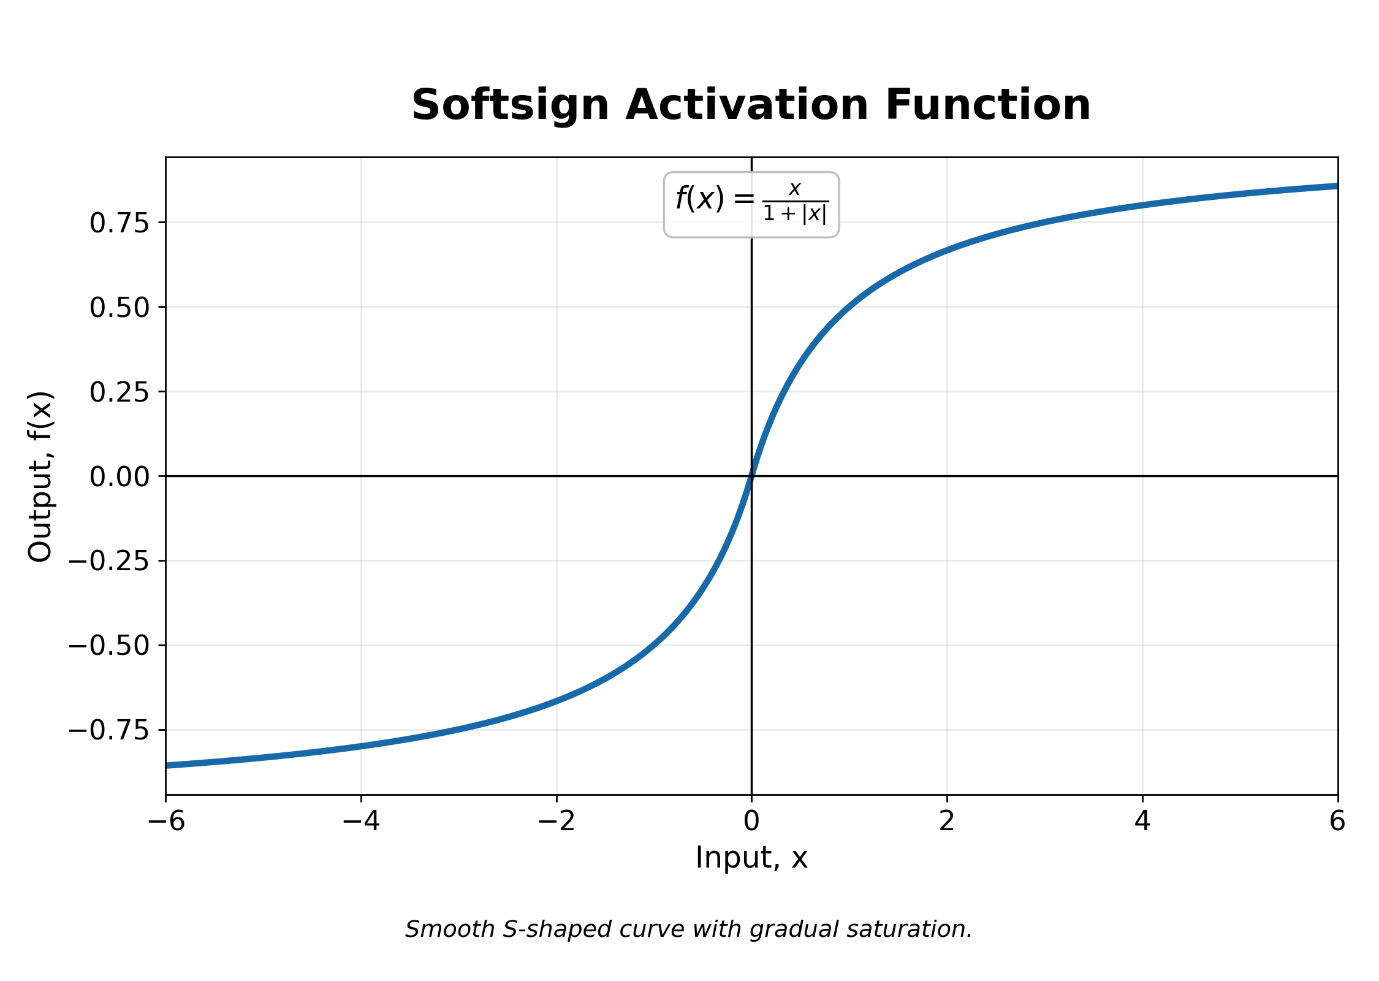 Softsign Activation Function
f(x) = x / (1 + |x|)
0.75
0.50
0.25
0.00
−0.25
−0.50
−0.75
Output, f(x)
−6 −4 −2 0 2 4 6
Input, x
Smooth S-shaped curve with gradual saturation.